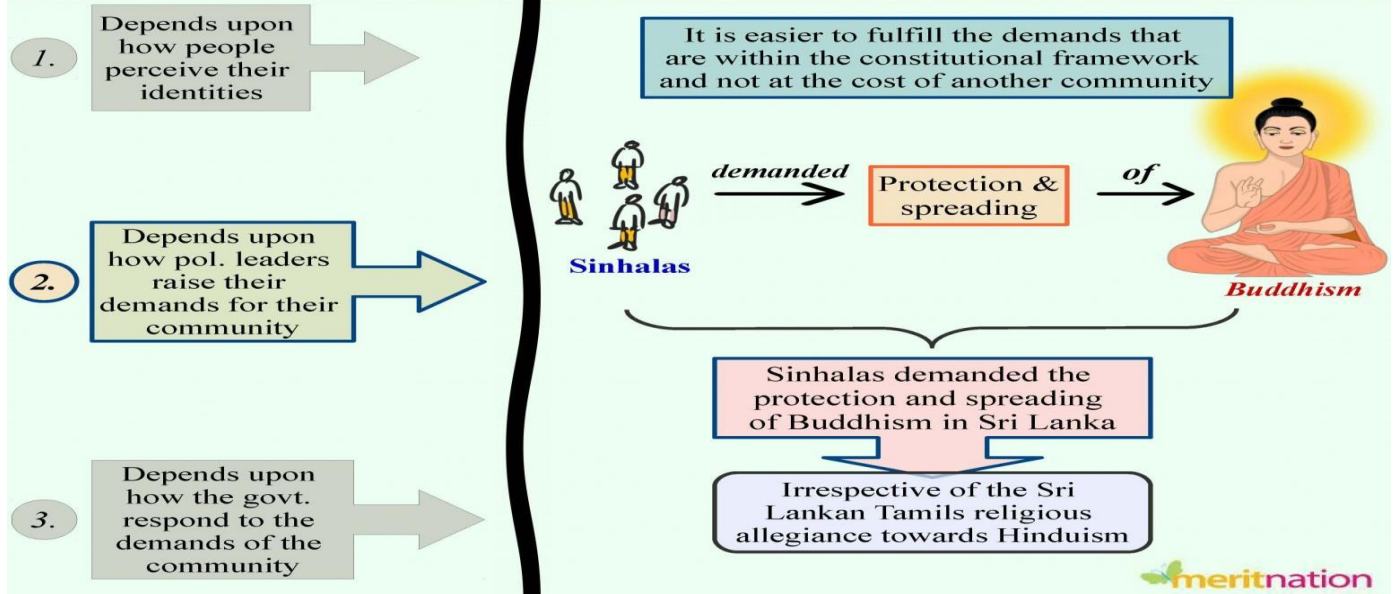 1.
Depends upon
how people
perceive their
identities
2.
Depends upon
how pol. leaders
raise their
demands for their
community
3.
Depends upon
how the govt.
respond to the
demands of the
community
It is easier to fulfill the demands that
are within the constitutional framework
and not at the cost of another community
Sinhalas
demanded
Protection &
spreading
of
Buddhism
Sinhalas demanded the
protection and spreading
of Buddhism in Sri Lanka
Irrespective of the Sri
Lankan Tamils religious
allegiance towards Hinduism
meritnation